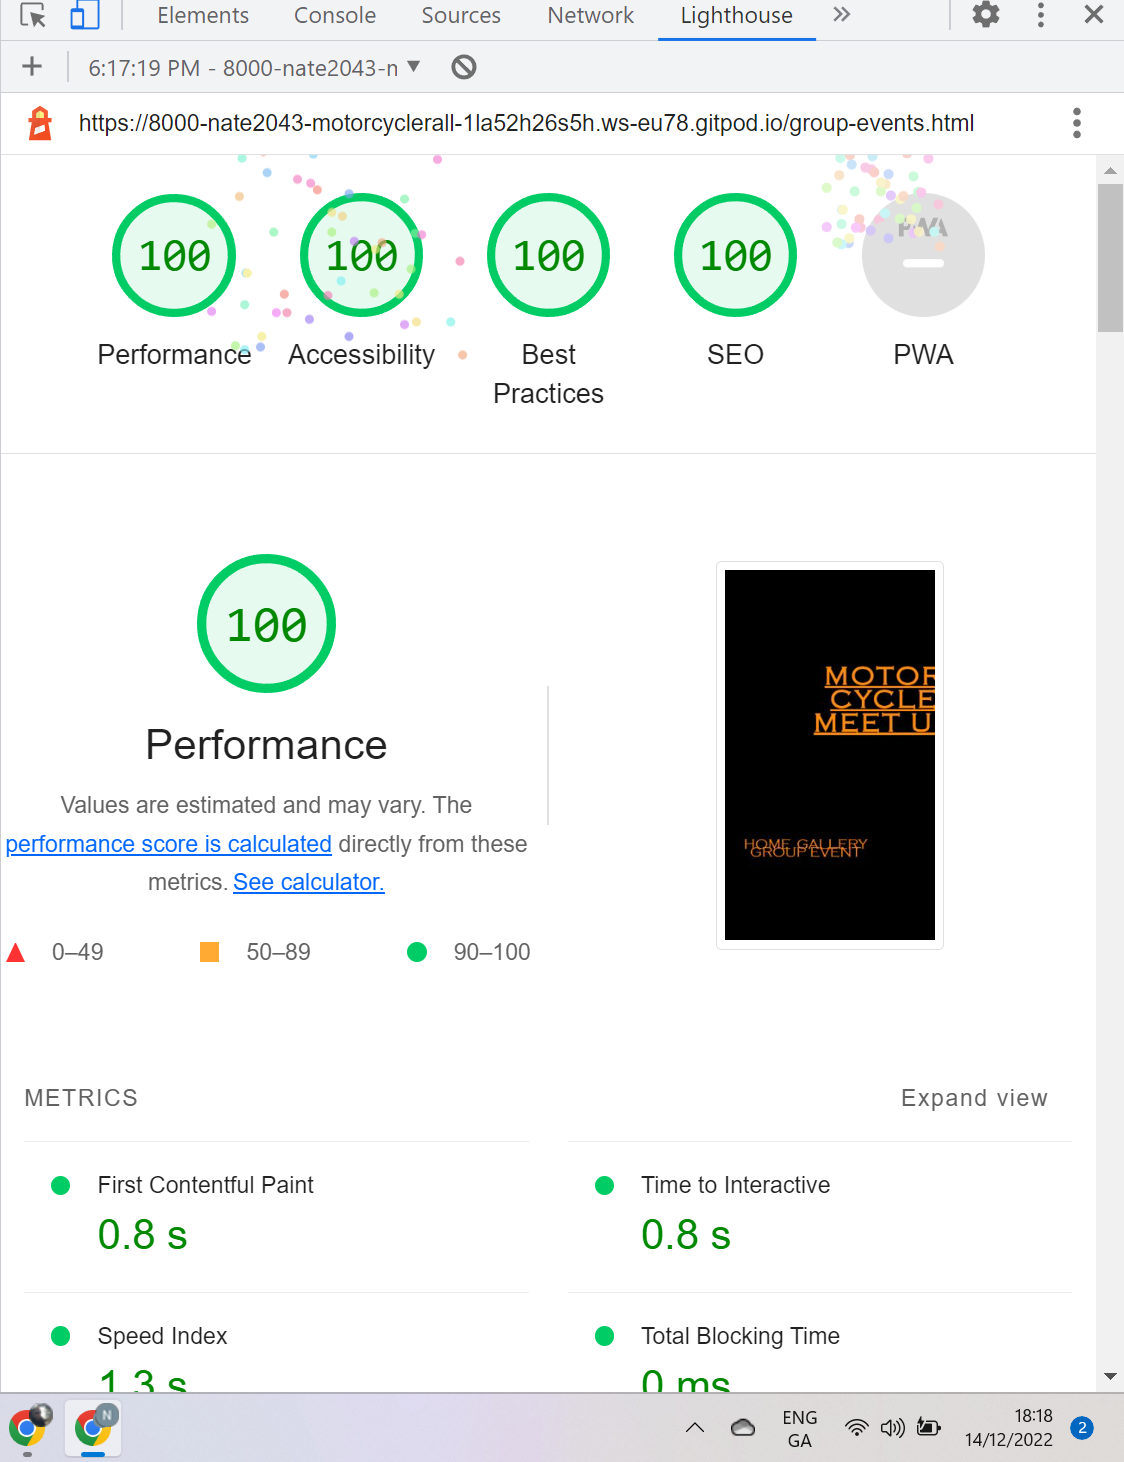 Elements Console Sources Network Lighthouse »
+ 6:17:19 PM - 8000-nate2043-n
https://8000-nate2043-motorcyclerall-1la52h26s5h.ws-eu78.gitpod.io/group-events.html
100 100 100 100 PWA
Performance Accessibility Best Practices SEO PWA
100
MOTOR
CYCLE
MEET U
Performance
Values are estimated and may vary. The
performance score is calculated directly from these
metrics. See calculator.
HOME GALLERY
GROUP EVENT
0–49 50–89 90–100
METRICS Expand view
First Contentful Paint Time to Interactive
0.8 s 0.8 s
Speed Index Total Blocking Time
1.3 s 0 ms
N
ENG 18:18
GA 14/12/2022 2